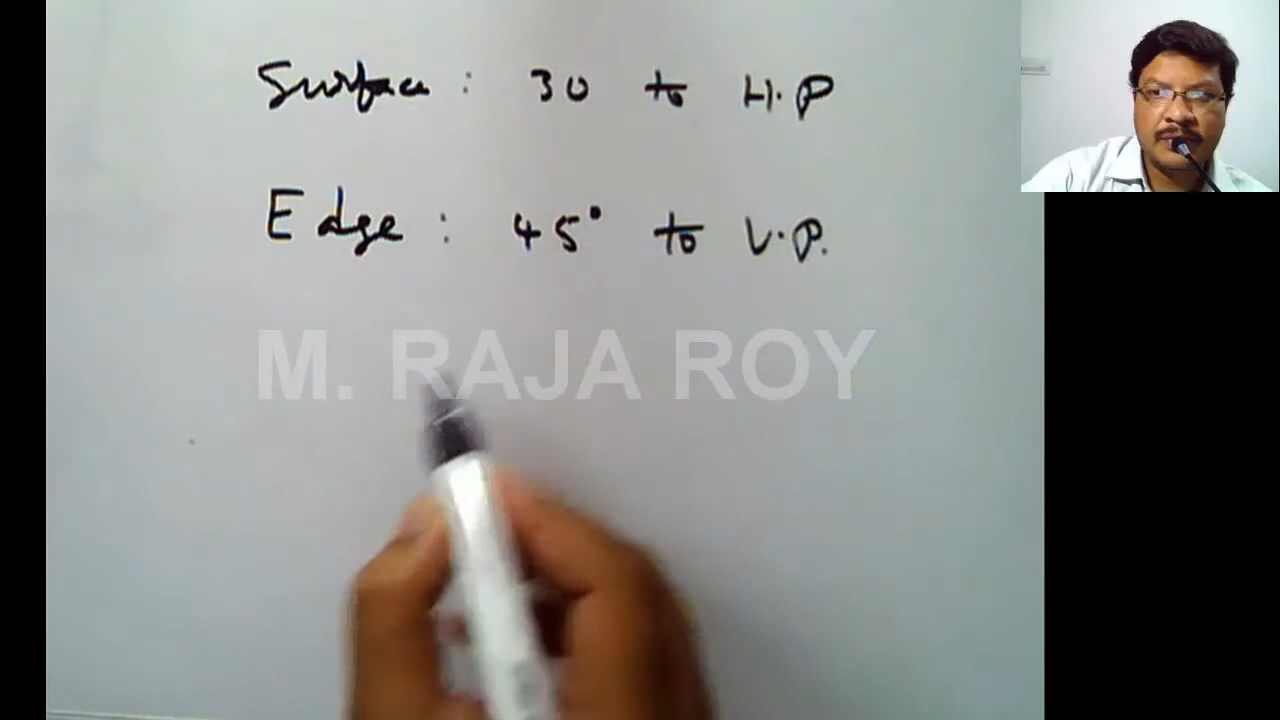 Surface : 30 to H.P
Edge : 45° to V.P.
M. RAJA ROY